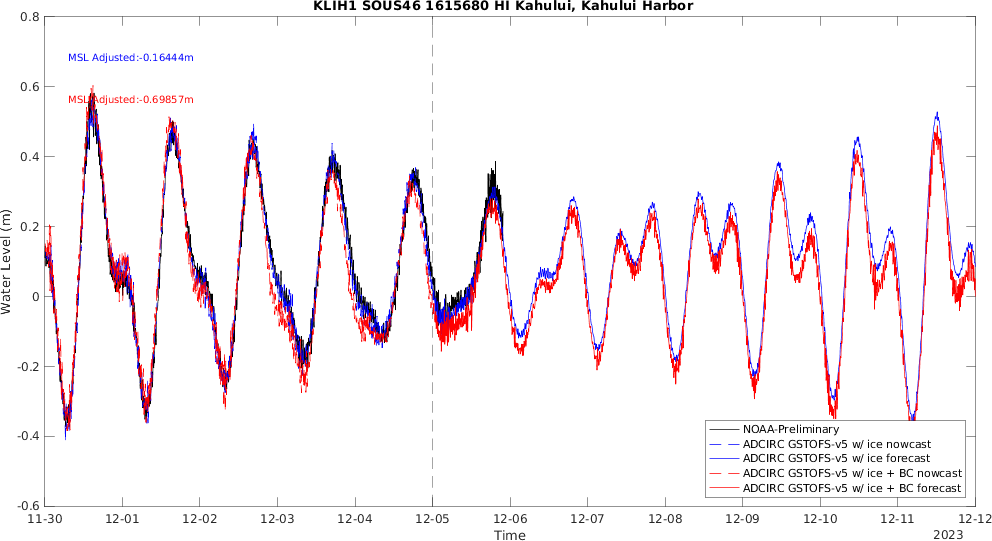 KLIH1 SOUS46 1615680 HI Kahului, Kahului Harbor
0.8
MSL Adjusted:-0.16444m
0.6
MSL Adjusted:-0.69857m
0.4
0.2
Water Level (m)
0
-0.2
-0.4
NOAA-Preliminary
ADCIRC GSTOFS-v5 w/ ice nowcast
ADCIRC GSTOFS-v5 w/ ice forecast
ADCIRC GSTOFS-v5 w/ ice + BC nowcast
ADCIRC GSTOFS-v5 w/ ice + BC forecast
-0.6
11-30 12-01 12-02 12-03 12-04 12-05 12-06 12-07 12-08 12-09 12-10 12-11 12-12
Time
2023